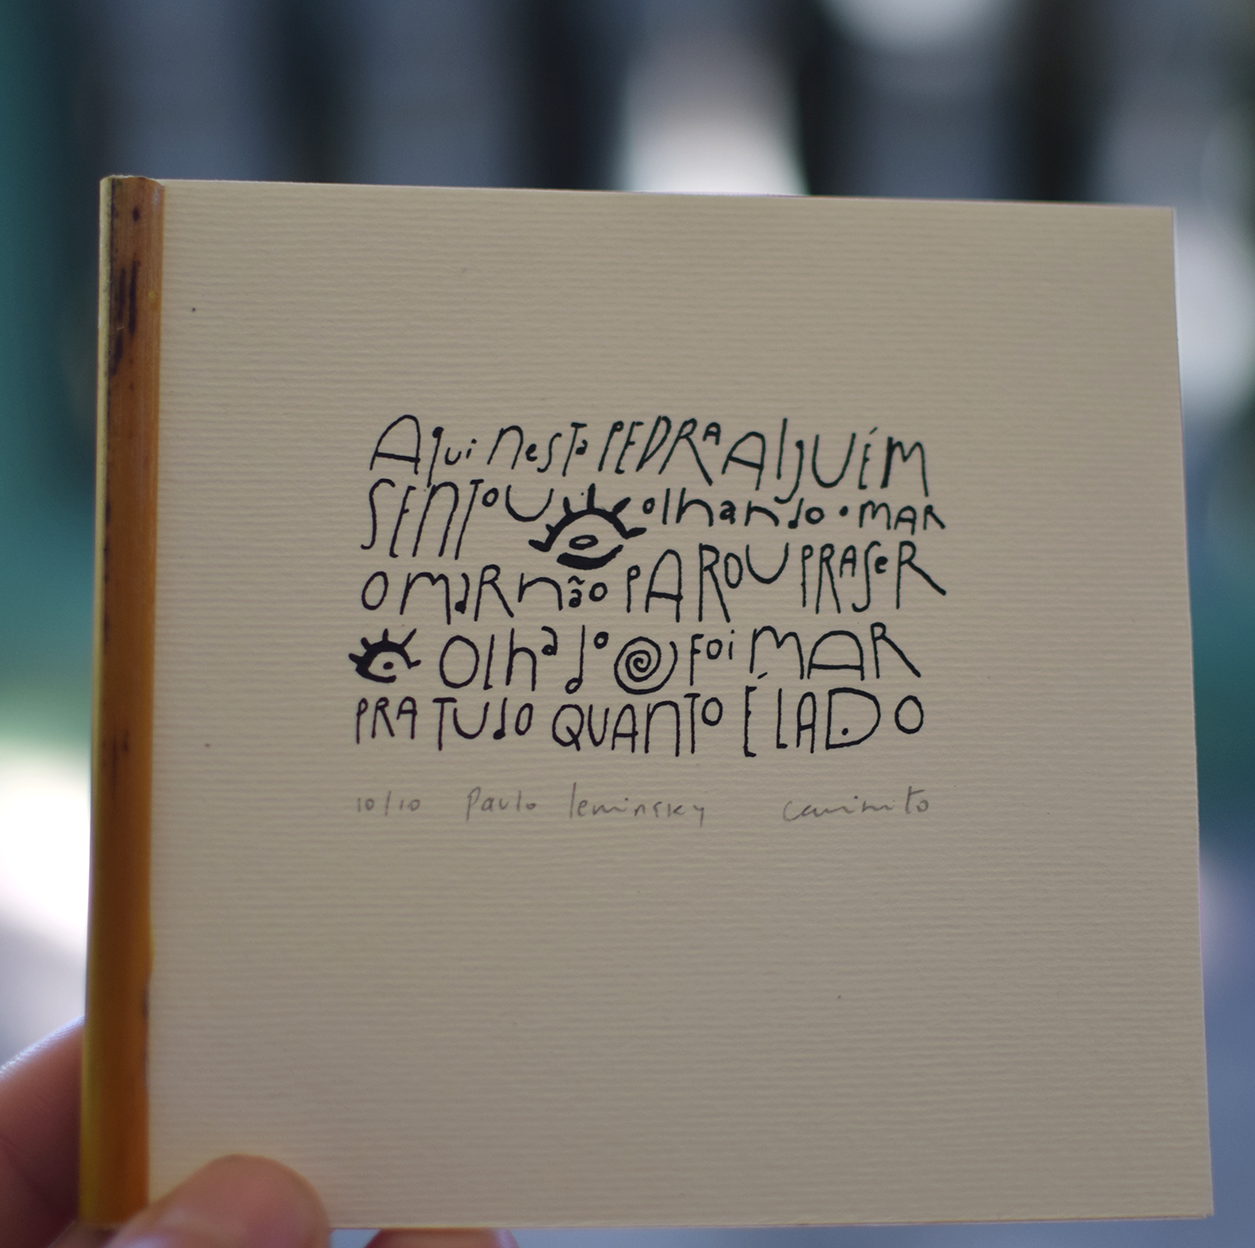 Aqui nesta PEDRA AlgUÉM
SENToU olhando o MAR
O maR não PAROU PRA SeR
Olhado foi MAR
PRA TUdO QUANTO É LADO
10/10 Paulo leminsky camimito